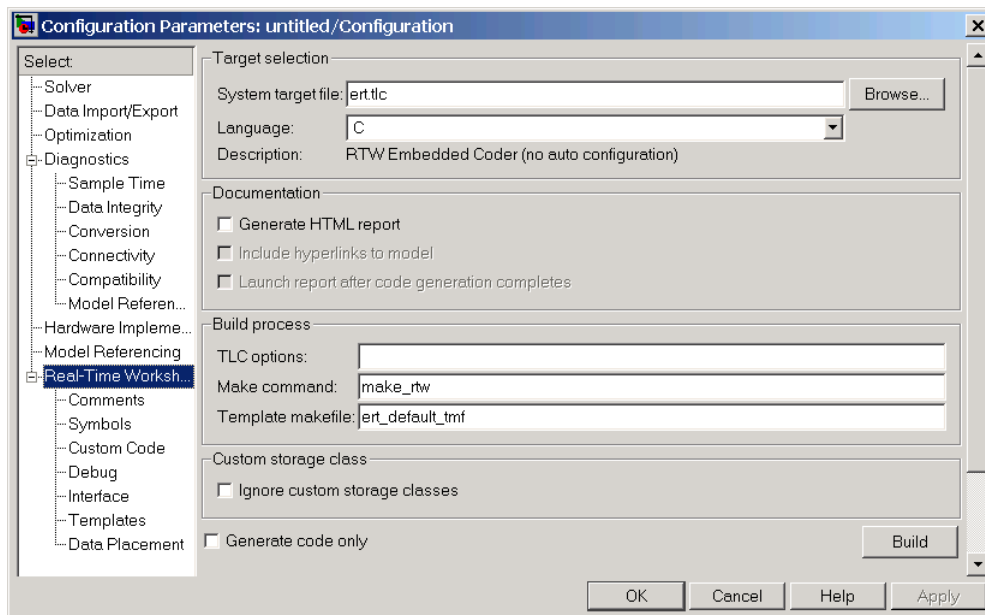 Configuration Parameters: untitled/Configuration
Select:
Solver
Data Import/Export
Optimization
Diagnostics
Sample Time
Data Integrity
Conversion
Connectivity
Compatibility
Model Referen...
Hardware Impleme...
Model Referencing
Real-Time Worksh...
Comments
Symbols
Custom Code
Debug
Interface
Templates
Data Placement
Target selection
System target file: ert.tlc Browse...
Language: C
Description: RTW Embedded Coder (no auto configuration)
Documentation
Generate HTML report
Include hyperlinks to model
Launch report after code generation completes
Build process
TLC options:
Make command: make_rtw
Template makefile: ert_default_tmf
Custom storage class
Ignore custom storage classes
Generate code only Build
OK Cancel Help Apply